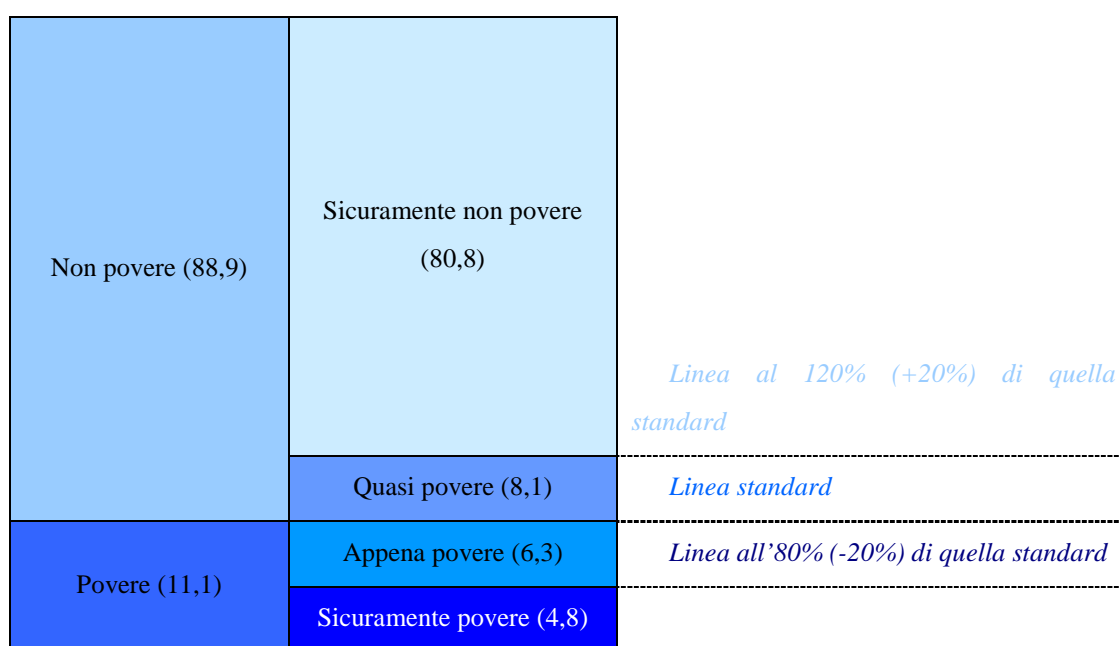 Sicuramente non povere
(80,8)
Non povere (88,9)
Linea al 120% (+20%) di quella
standard
Quasi povere (8,1)
Linea standard
Appena povere (6,3)
Linea all’80% (-20%) di quella standard
Povere (11,1)
Sicuramente povere (4,8)